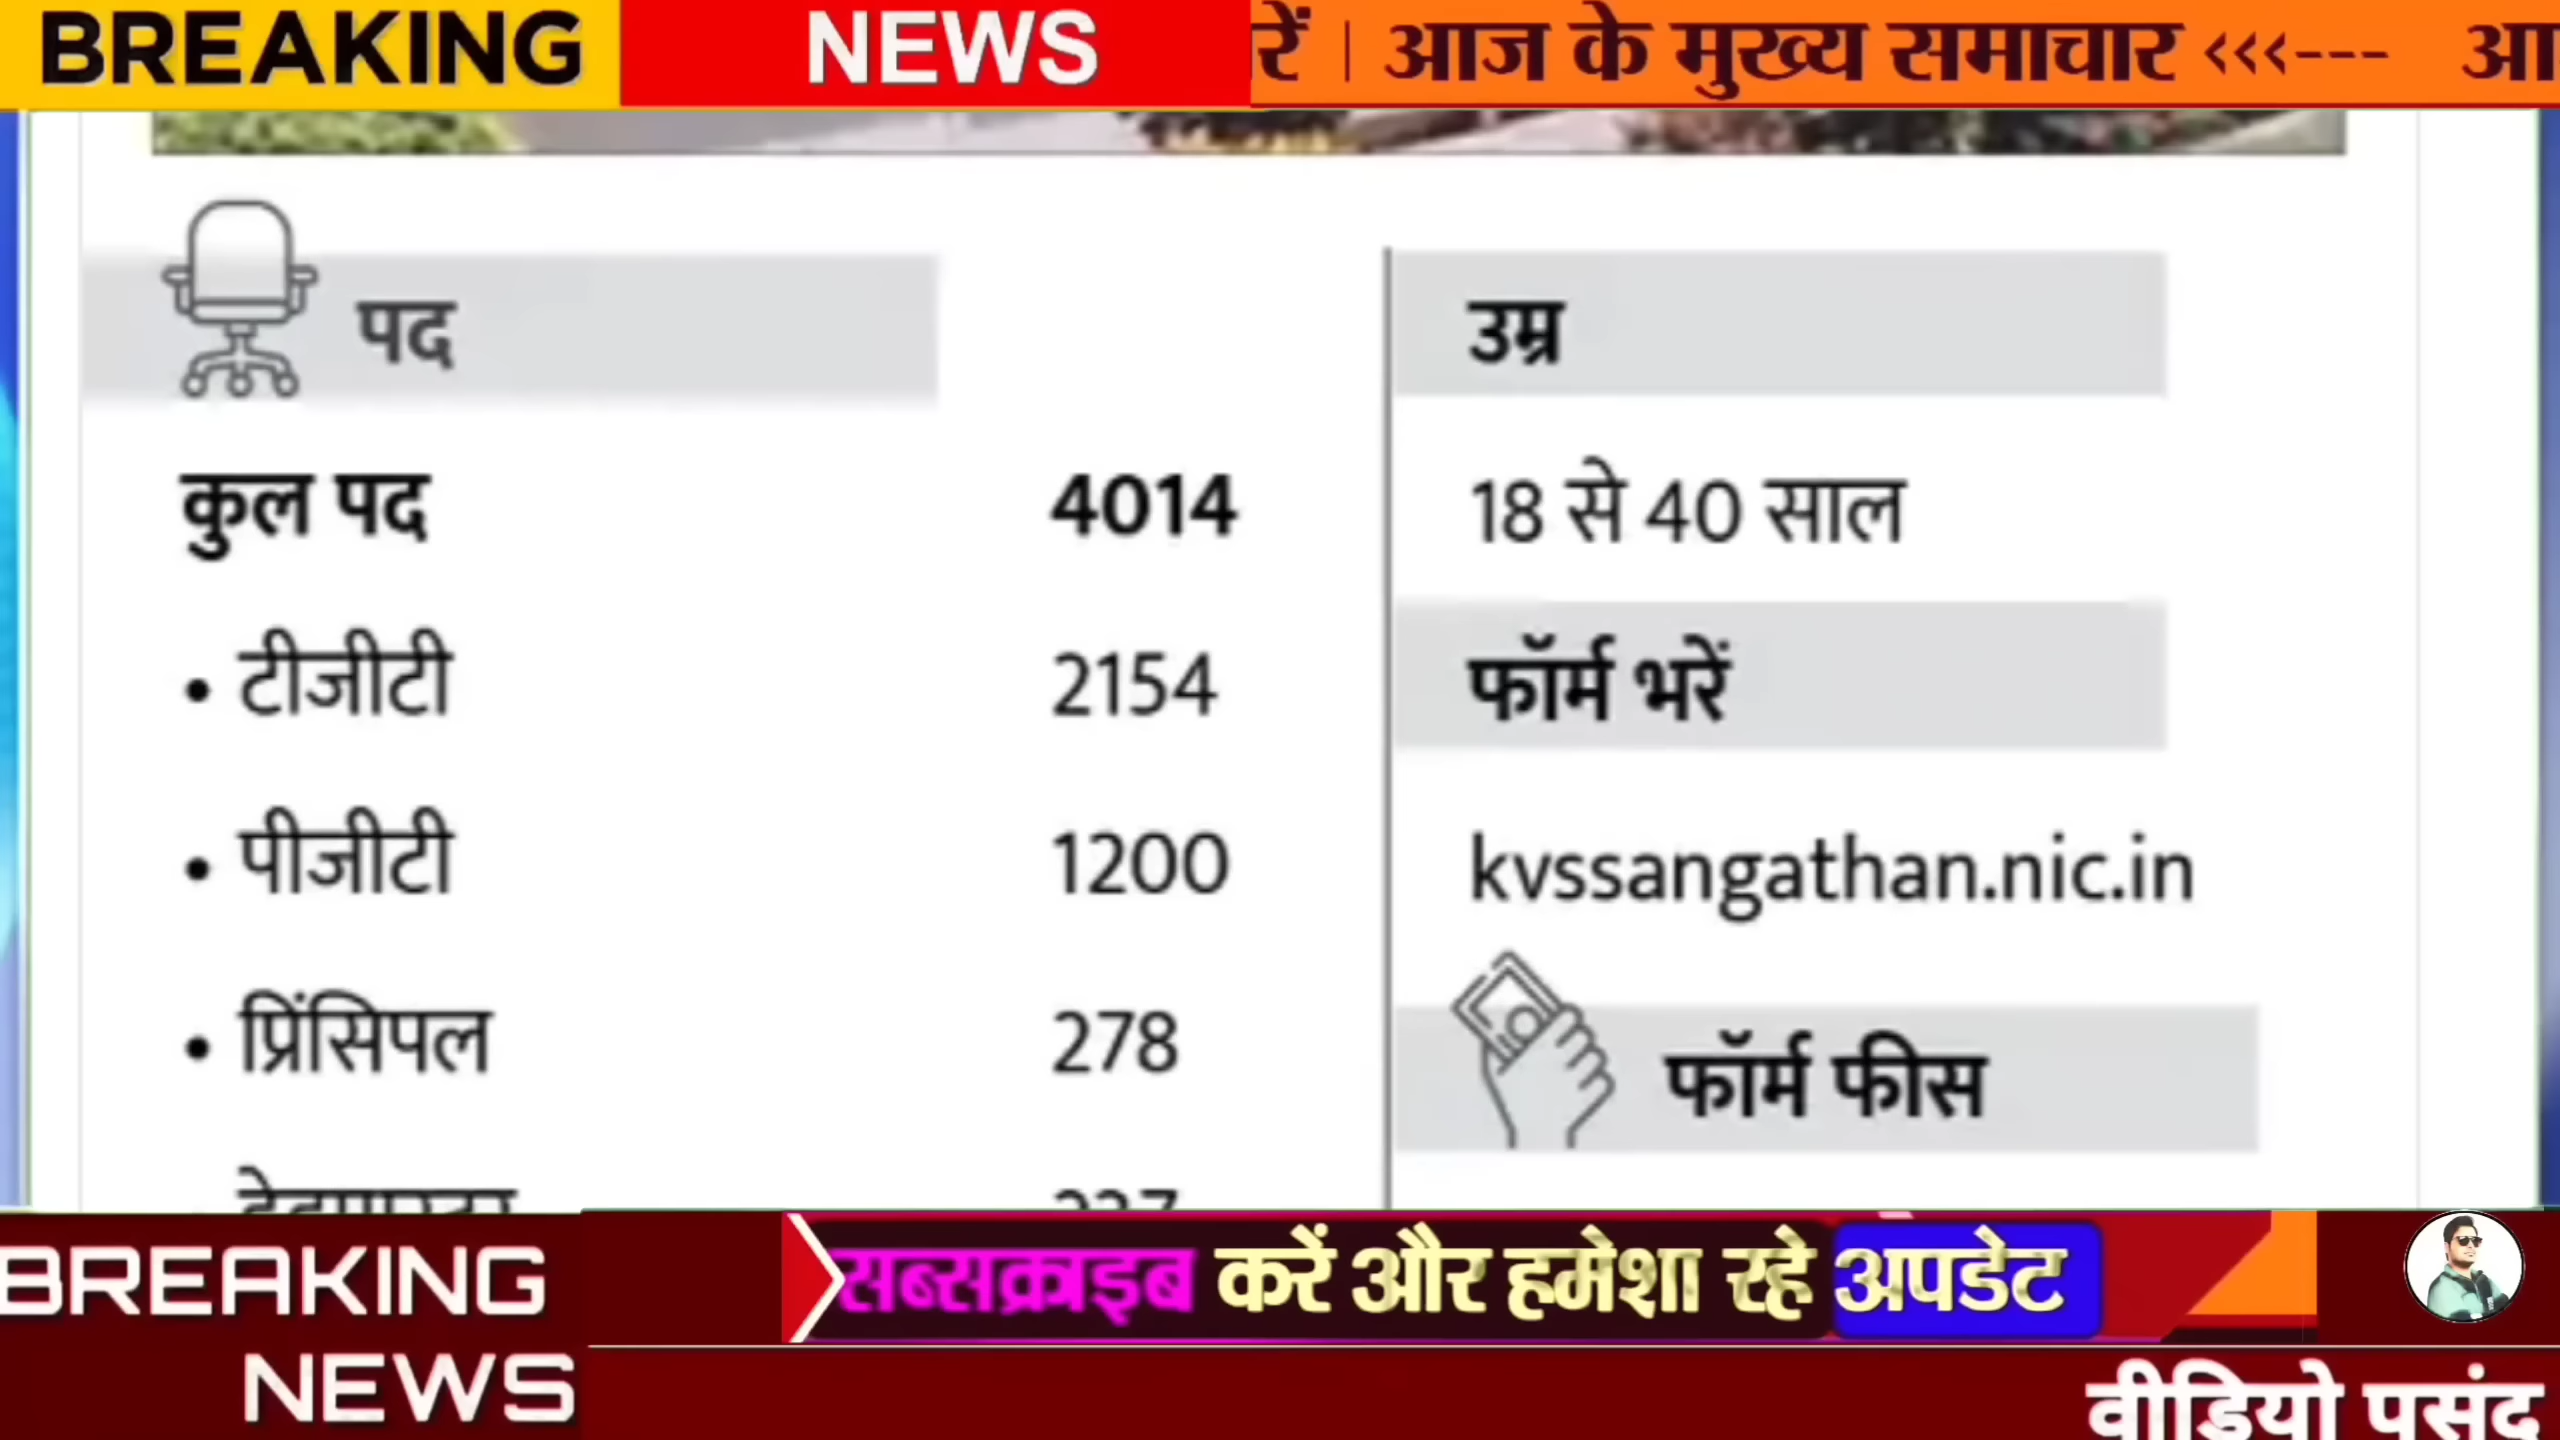 BREAKING NEWS रें | आज के मुख्य समाचार <<<---
पद
कुल पद 4014
• टीजीटी 2154
• पीजीटी 1200
• प्रिंसिपल 278
उम्र
18 से 40 साल
फॉर्म भरें
kvssangathan.nic.in
फॉर्म फीस
BREAKING
NEWS
सब्सक्राइब करें और हमेशा रहे अपडेट
वीडियो पसंद